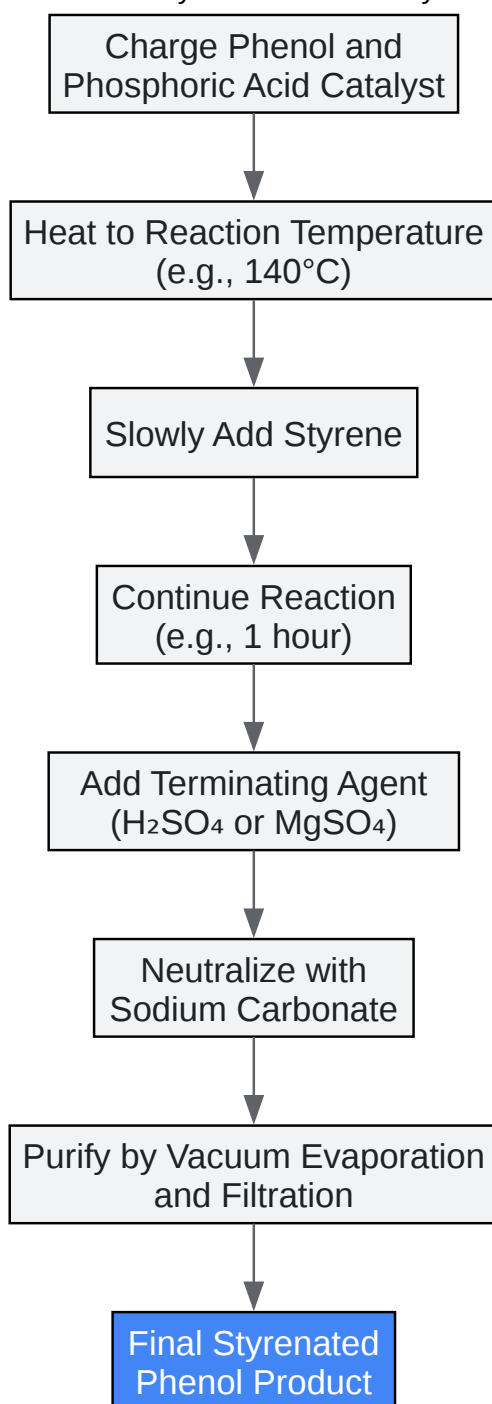 Charge Phenol and
Phosphoric Acid Catalyst
Heat to Reaction Temperature
(e.g., 140°C)
Slowly Add Styrene
Continue Reaction
(e.g., 1 hour)
Add Terminating Agent
(H₂SO₄ or MgSO₄)
Neutralize with
Sodium Carbonate
Purify by Vacuum Evaporation
and Filtration
Final Styrenated
Phenol Product